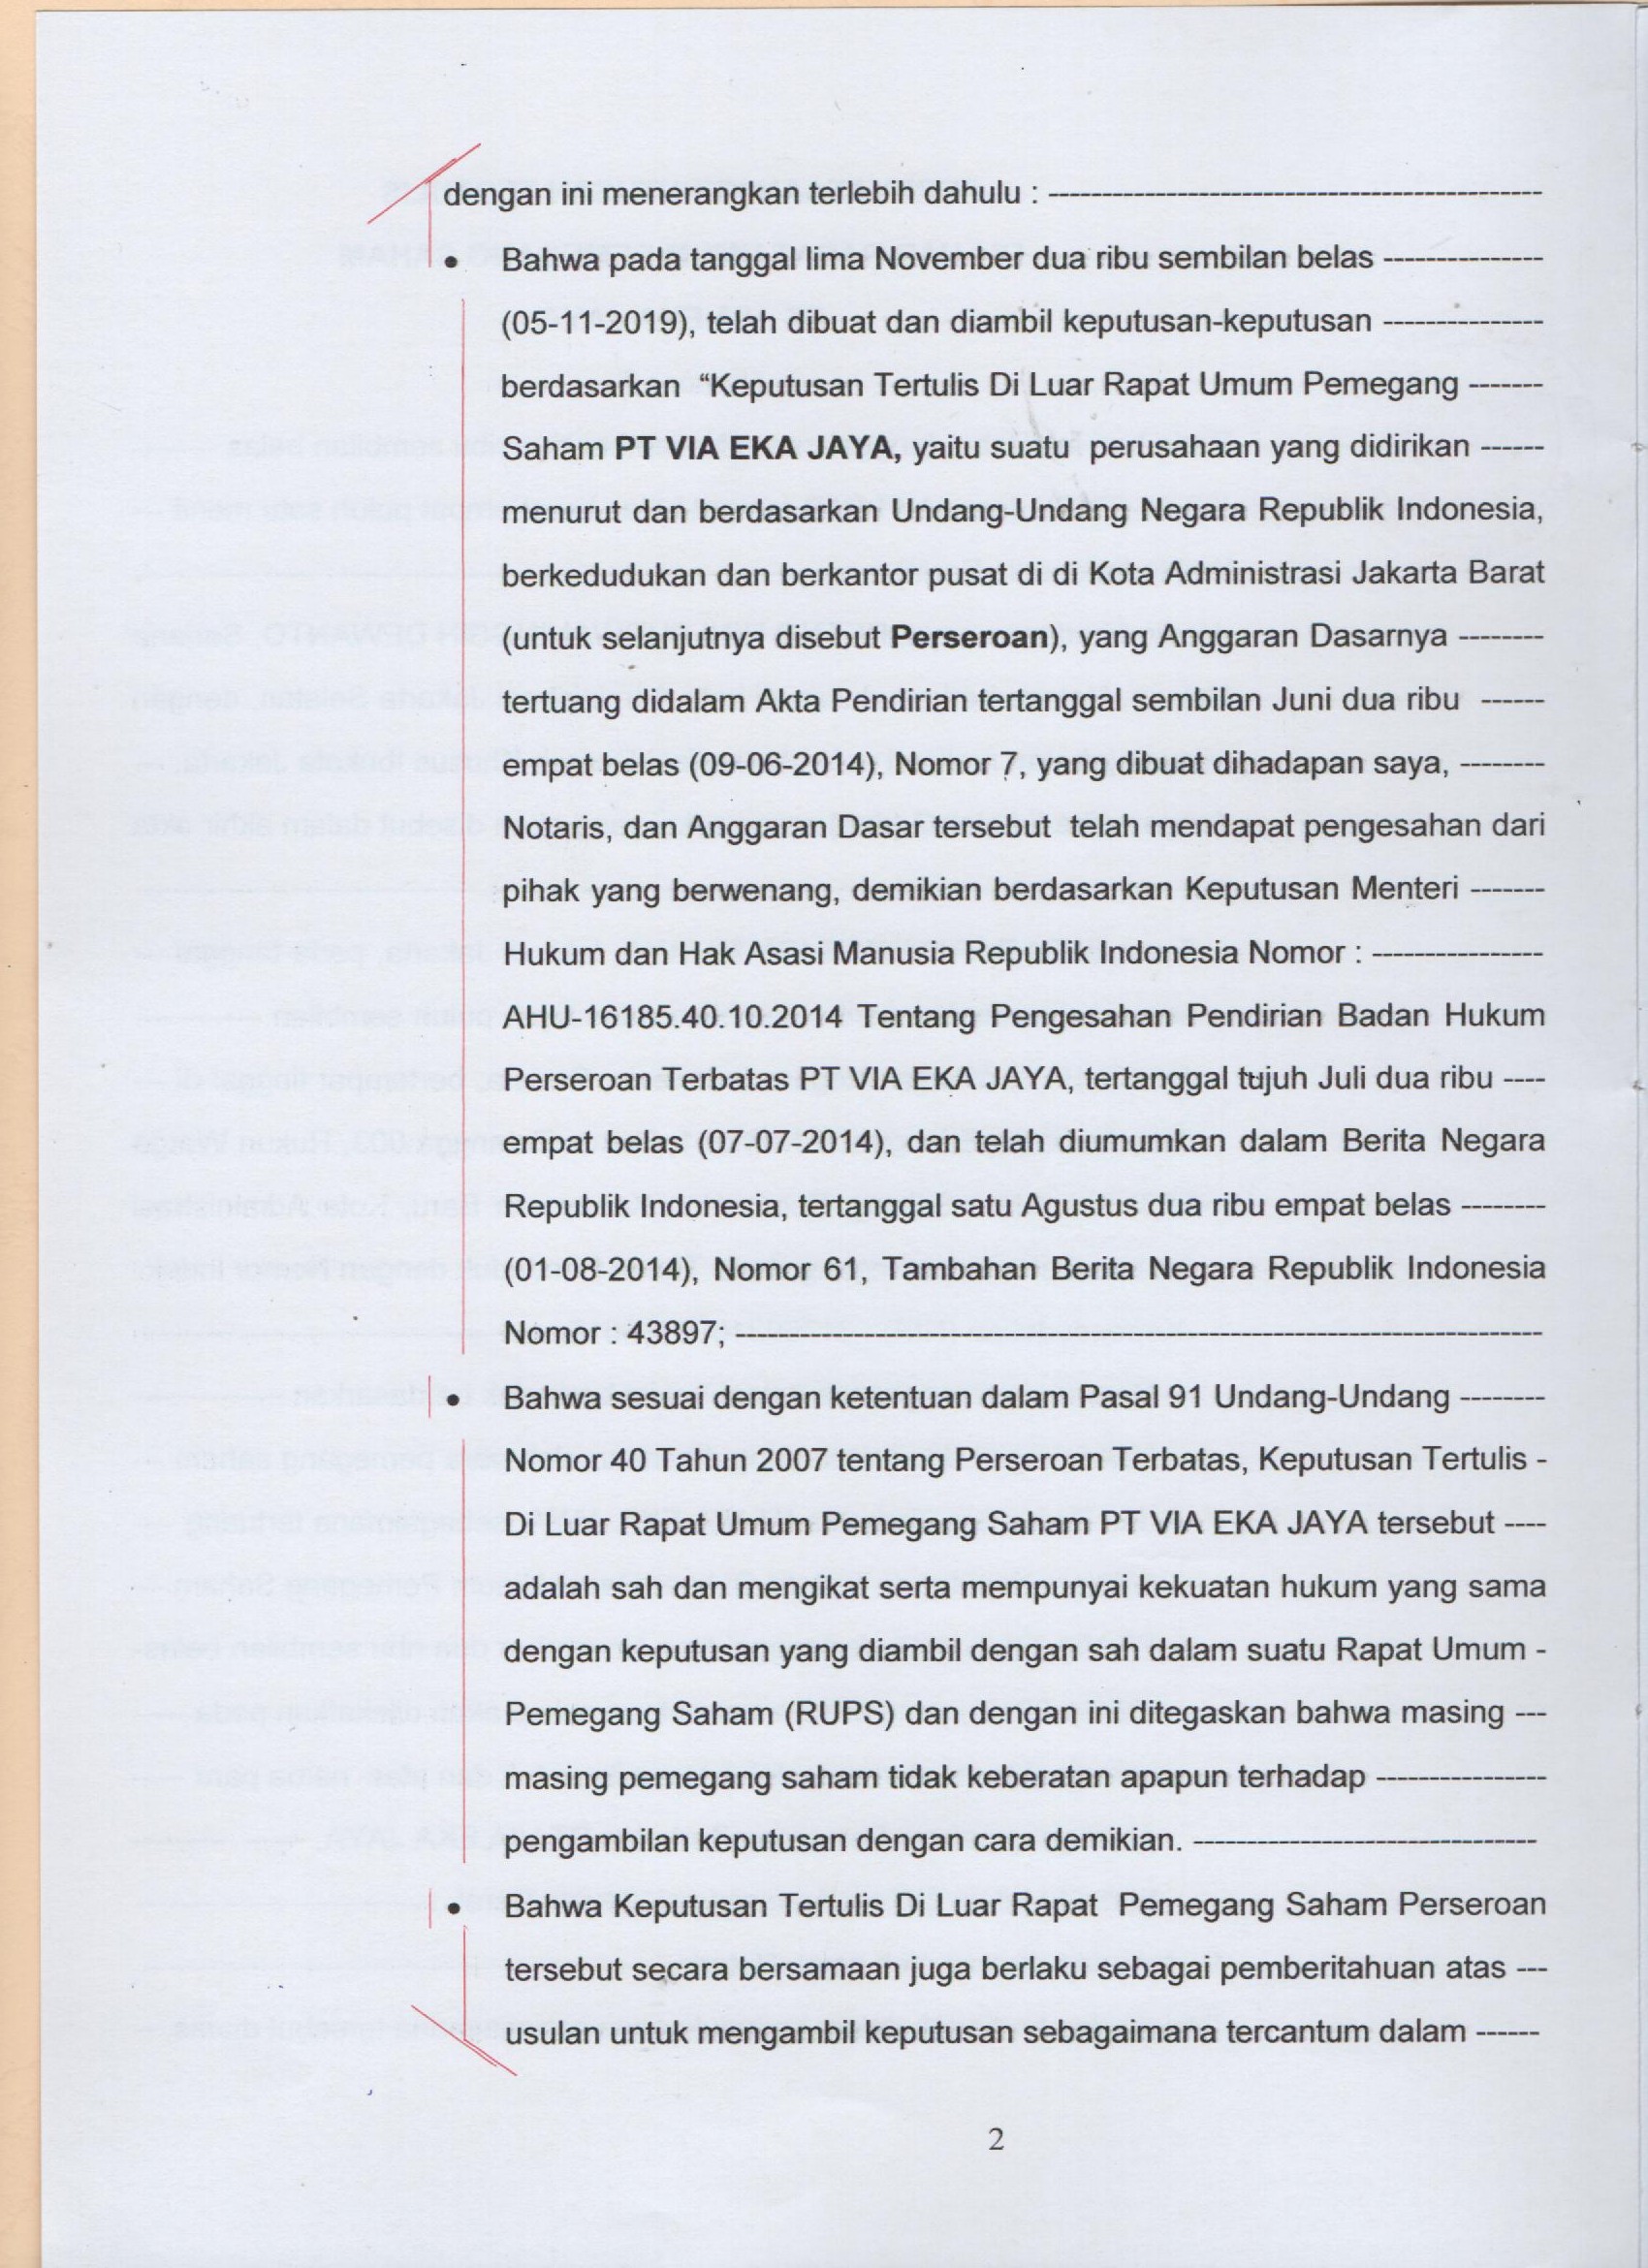 dengan ini menerangkan terlebih dahulu : ----------------------------------------------
• Bahwa pada tanggal lima November dua ribu sembilan belas ---------------
(05-11-2019), telah dibuat dan diambil keputusan-keputusan ---------------
berdasarkan “Keputusan Tertulis Di Luar Rapat Umum Pemegang -------
Saham PT VIA EKA JAYA, yaitu suatu perusahaan yang didirikan ------
menurut dan berdasarkan Undang-Undang Negara Republik Indonesia,
berkedudukan dan berkantor pusat di di Kota Administrasi Jakarta Barat
(untuk selanjutnya disebut Perseroan), yang Anggaran Dasarnya --------
tertuang didalam Akta Pendirian tertanggal sembilan Juni dua ribu ------
empat belas (09-06-2014), Nomor 7, yang dibuat dihadapan saya, --------
Notaris, dan Anggaran Dasar tersebut telah mendapat pengesahan dari
pihak yang berwenang, demikian berdasarkan Keputusan Menteri -------
Hukum dan Hak Asasi Manusia Republik Indonesia Nomor : ----------------
AHU-16185.40.10.2014 Tentang Pengesahan Pendirian Badan Hukum
Perseroan Terbatas PT VIA EKA JAYA, tertanggal tujuh Juli dua ribu ----
empat belas (07-07-2014), dan telah diumumkan dalam Berita Negara
Republik Indonesia, tertanggal satu Agustus dua ribu empat belas --------
(01-08-2014), Nomor 61, Tambahan Berita Negara Republik Indonesia
Nomor : 43897; ---------------------------------------------------------------------------
• Bahwa sesuai dengan ketentuan dalam Pasal 91 Undang-Undang --------
Nomor 40 Tahun 2007 tentang Perseroan Terbatas, Keputusan Tertulis -
Di Luar Rapat Umum Pemegang Saham PT VIA EKA JAYA tersebut ----
adalah sah dan mengikat serta mempunyai kekuatan hukum yang sama
dengan keputusan yang diambil dengan sah dalam suatu Rapat Umum -
Pemegang Saham (RUPS) dan dengan ini ditegaskan bahwa masing ---
masing pemegang saham tidak keberatan apapun terhadap ----------------
pengambilan keputusan dengan cara demikian. --------------------------------
• Bahwa Keputusan Tertulis Di Luar Rapat Pemegang Saham Perseroan
tersebut secara bersamaan juga berlaku sebagai pemberitahuan atas ---
usulan untuk mengambil keputusan sebagaimana tercantum dalam ------
2